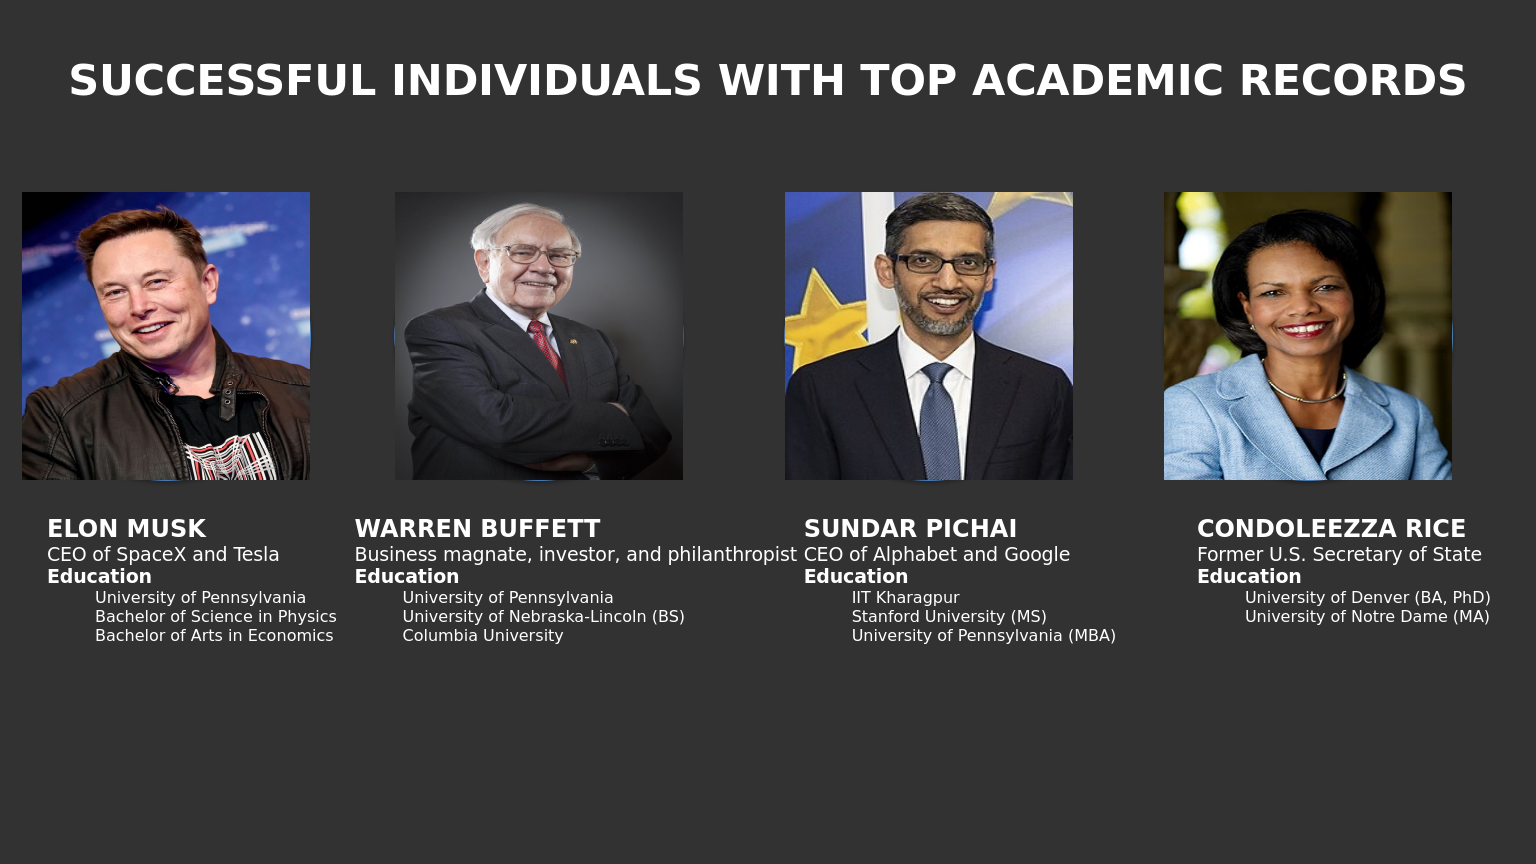 SUCCESSFUL INDIVIDUALS WITH TOP ACADEMIC RECORDS
ELON MUSK
CEO of SpaceX and Tesla
Education
University of Pennsylvania
Bachelor of Science in Physics
Bachelor of Arts in Economics
WARREN BUFFETT
Business magnate, investor, and philanthropist
Education
University of Pennsylvania
University of Nebraska-Lincoln (BS)
Columbia University
SUNDAR PICHAI
CEO of Alphabet and Google
Education
IIT Kharagpur
Stanford University (MS)
University of Pennsylvania (MBA)
CONDOLEEZZA RICE
Former U.S. Secretary of State
Education
University of Denver (BA, PhD)
University of Notre Dame (MA)